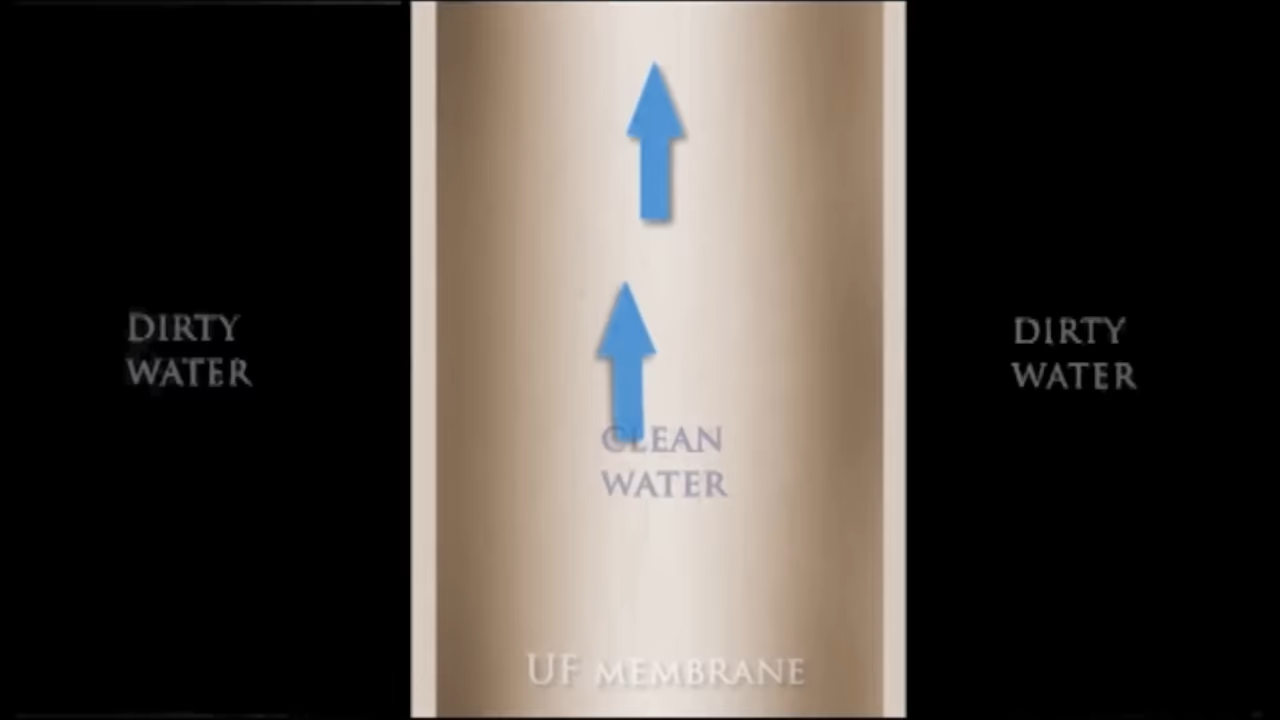 DIRTY
WATER
CLEAN
WATER
DIRTY
WATER
UF MEMBRANE